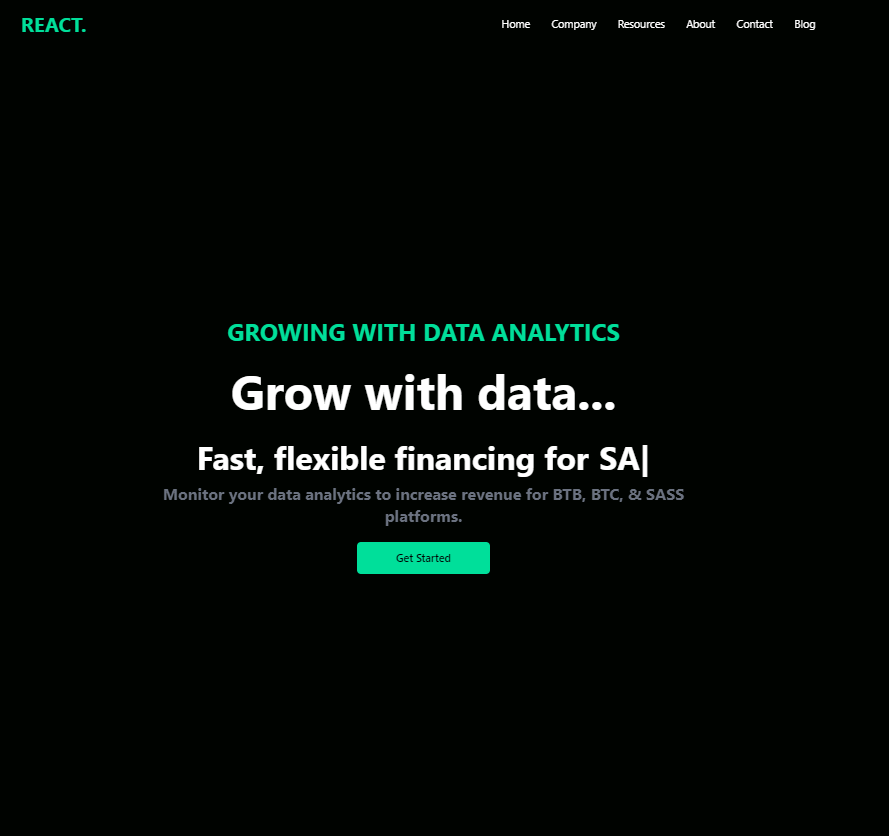 REACT.
Home Company Resources About Contact Blog
GROWING WITH DATA ANALYTICS
Grow with data...
Fast, flexible financing for SA|
Monitor your data analytics to increase revenue for BTB, BTC, & SASS
platforms.
Get Started